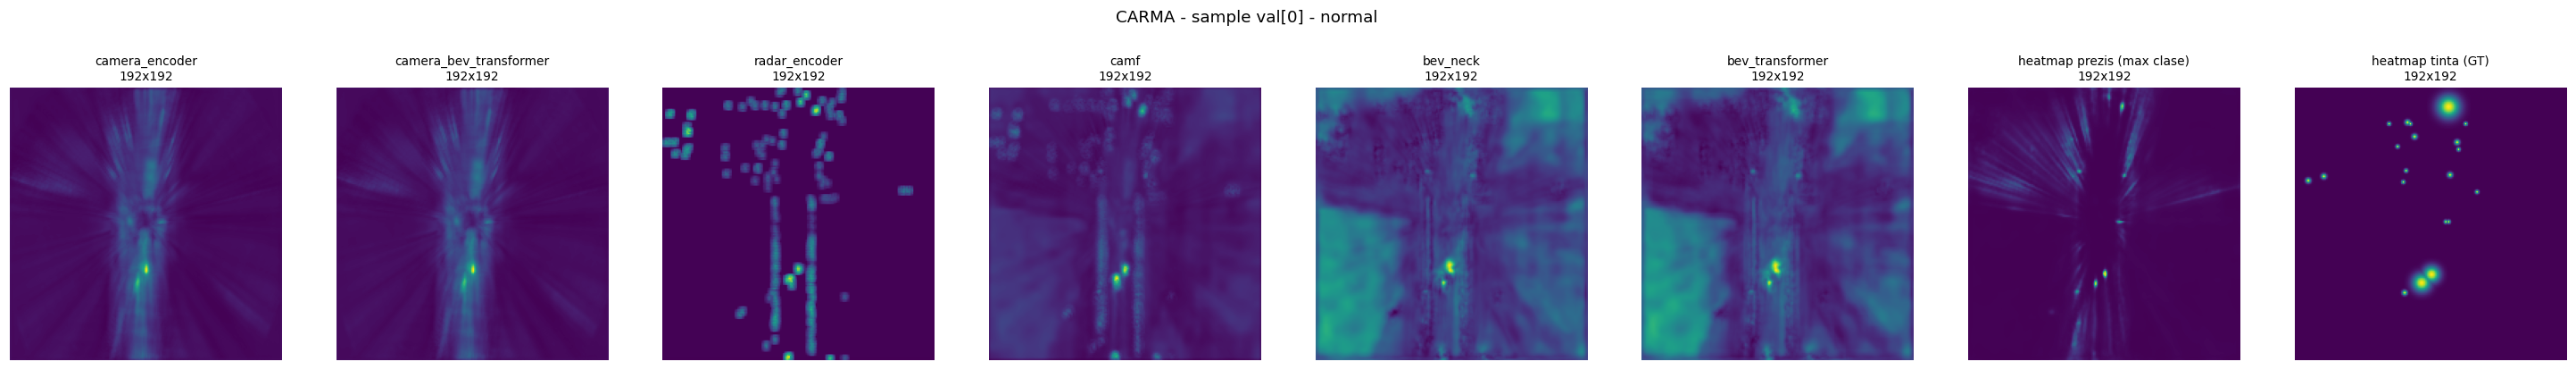 CARMA - sample val[0] - normal
camera_encoder
192x192
camera_bev_transformer
192x192
radar_encoder
192x192
camf
192x192
bev_neck
192x192
bev_transformer
192x192
heatmap prezis (max clase)
192x192
heatmap tinta (GT)
192x192